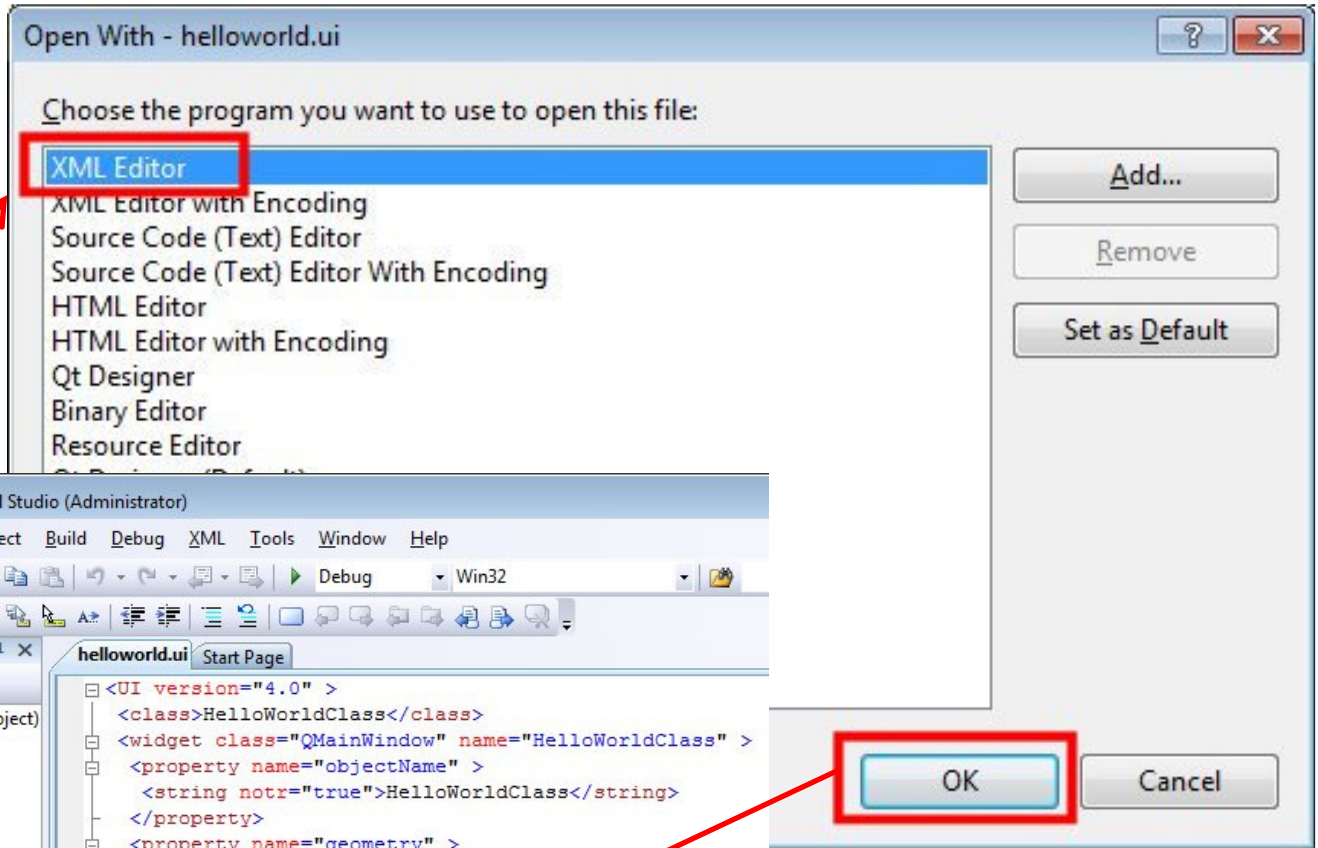 Open With - helloworld.ui
Choose the program you want to use to open this file:
XML Editor
XML Editor with Encoding
Source Code (Text) Editor
Source Code (Text) Editor With Encoding
HTML Editor
HTML Editor with Encoding
Qt Designer
Binary Editor
Resource Editor
Add...
Remove
Set as Default
OK Cancel
Studio (Administrator)
Build Debug XML Tools Window Help
Debug Win32
helloworld.ui Start Page
<UI version="4.0" >
<class>HelloWorldClass</class>
<widget class="QMainWindow" name="HelloWorldClass" >
<property name="objectName" >
<string notr="true">HelloWorldClass</string>
</property>
<property name="geometry" >